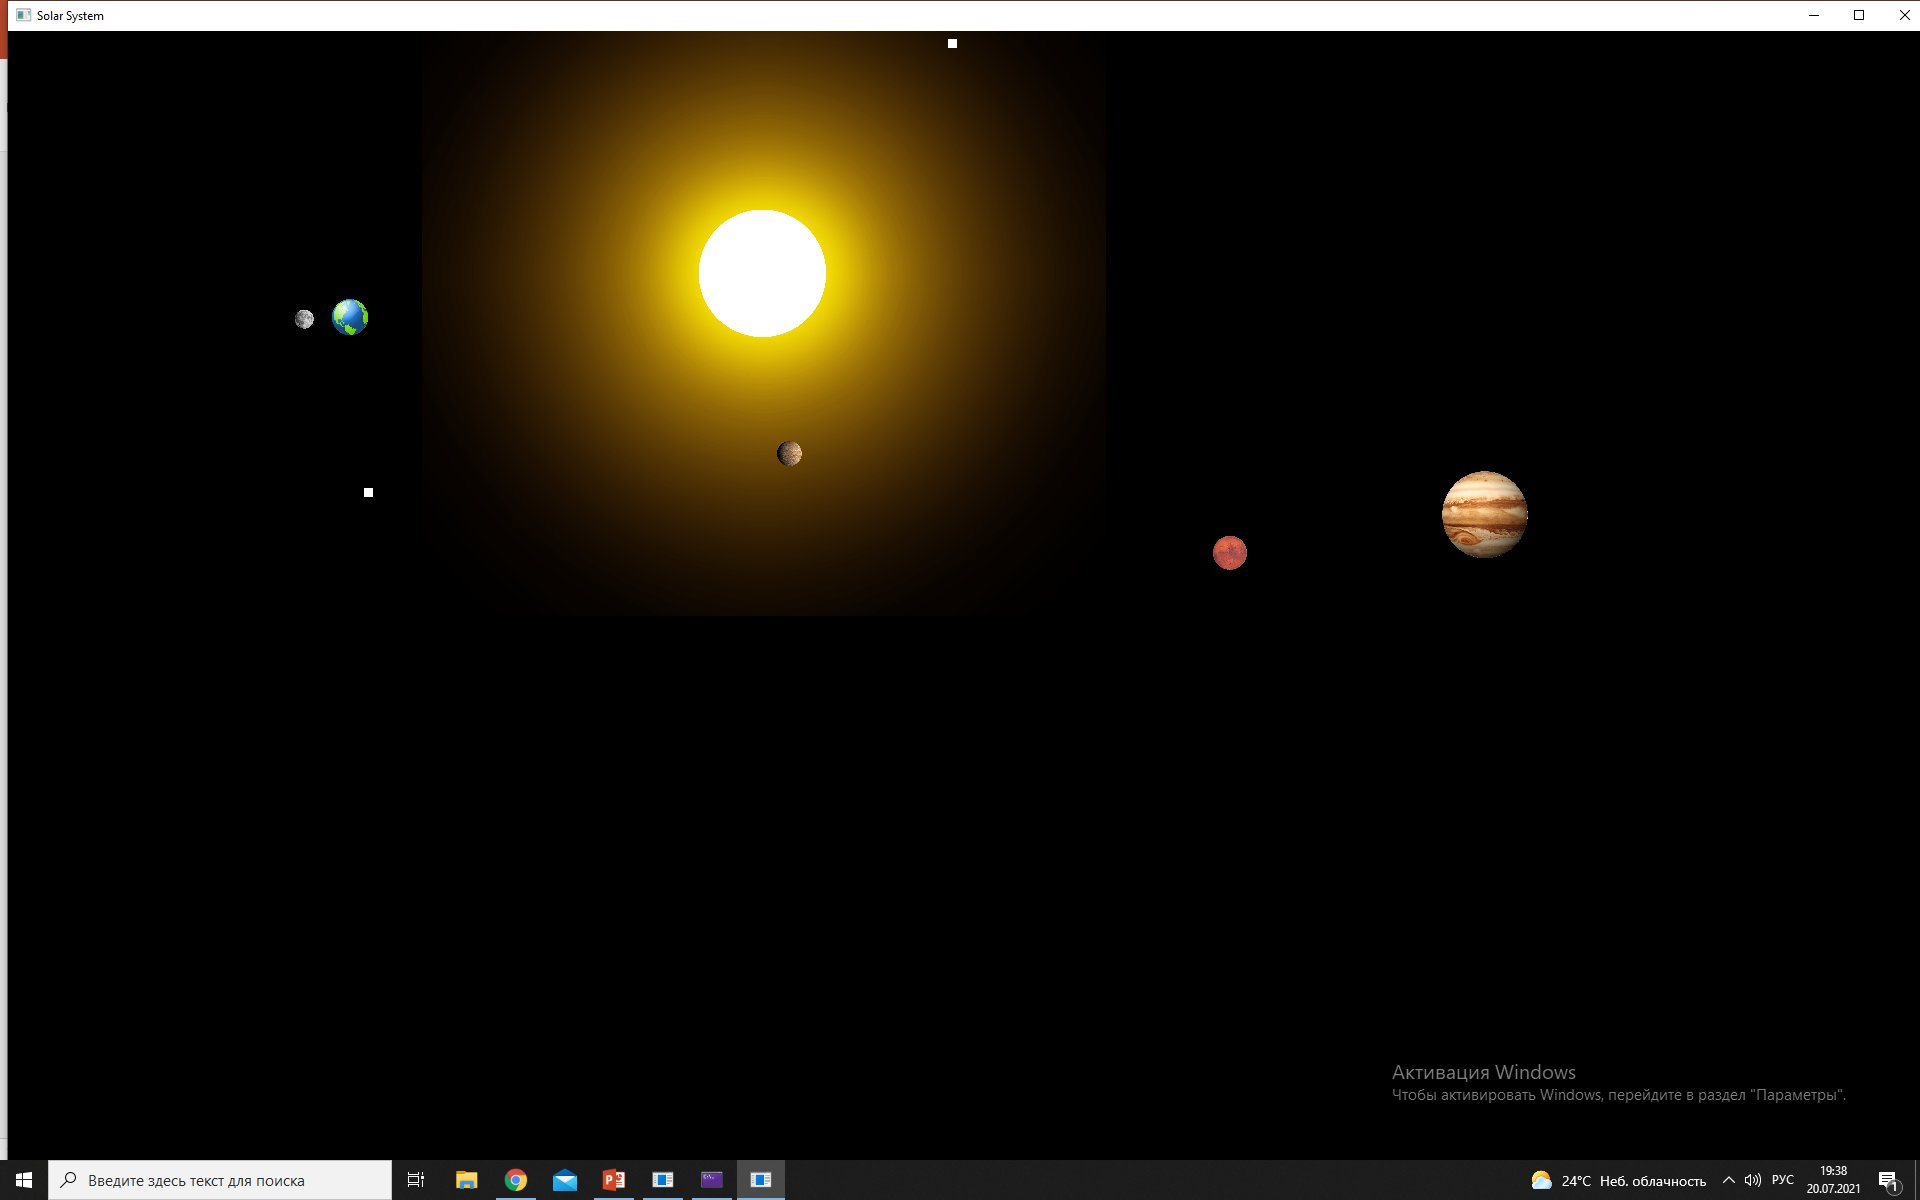 Solar System
Активация Windows
Чтобы активировать Windows, перейдите в раздел "Параметры".
Введите здесь текст для поиска
24°C Неб. облачность
РУС
19:38
20.07.2021
1